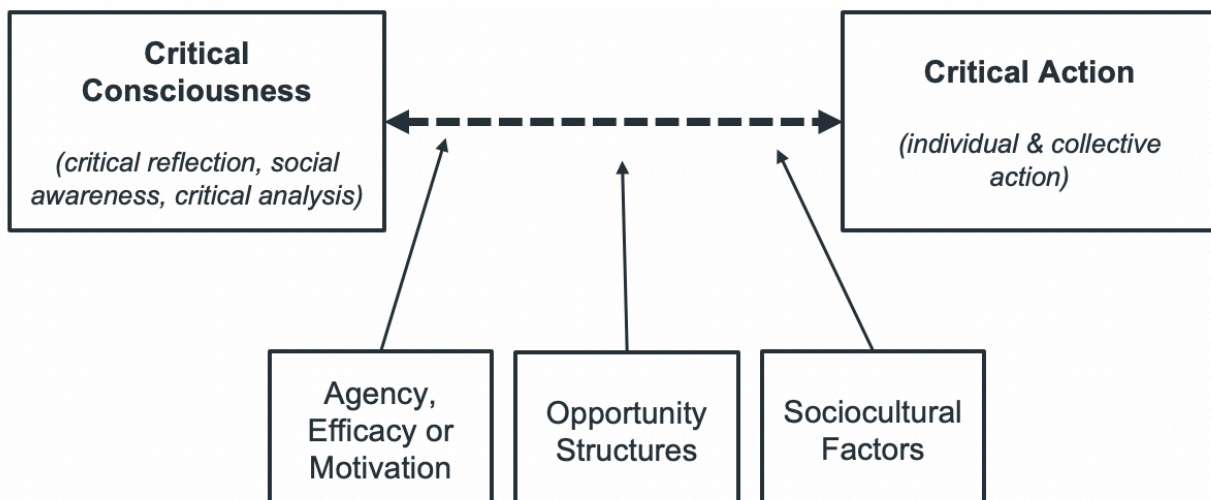 Critical
Consciousness
(critical reflection, social
awareness, critical analysis)
Critical Action
(individual & collective
action)
Agency,
Efficacy or
Motivation
Opportunity
Structures
Sociocultural
Factors